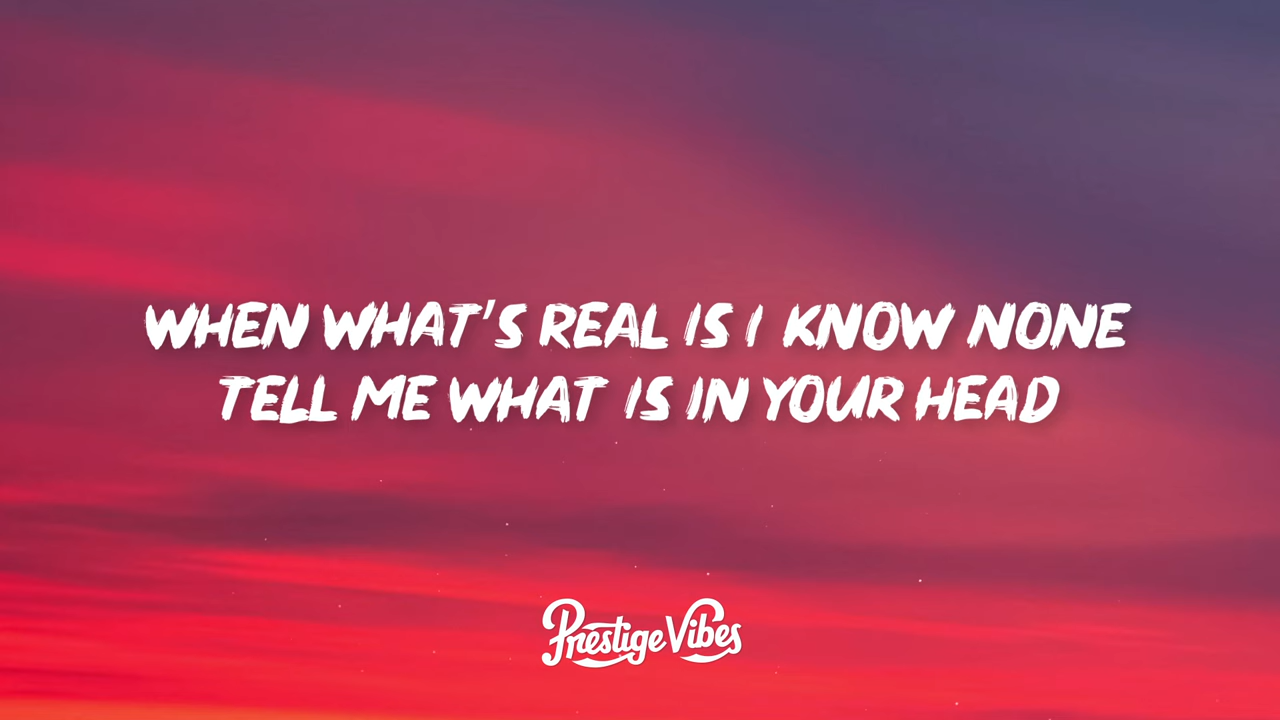 WHEN WHAT'S REAL IS I KNOW NONE
TELL ME WHAT IS IN YOUR HEAD
Prestige Vibes